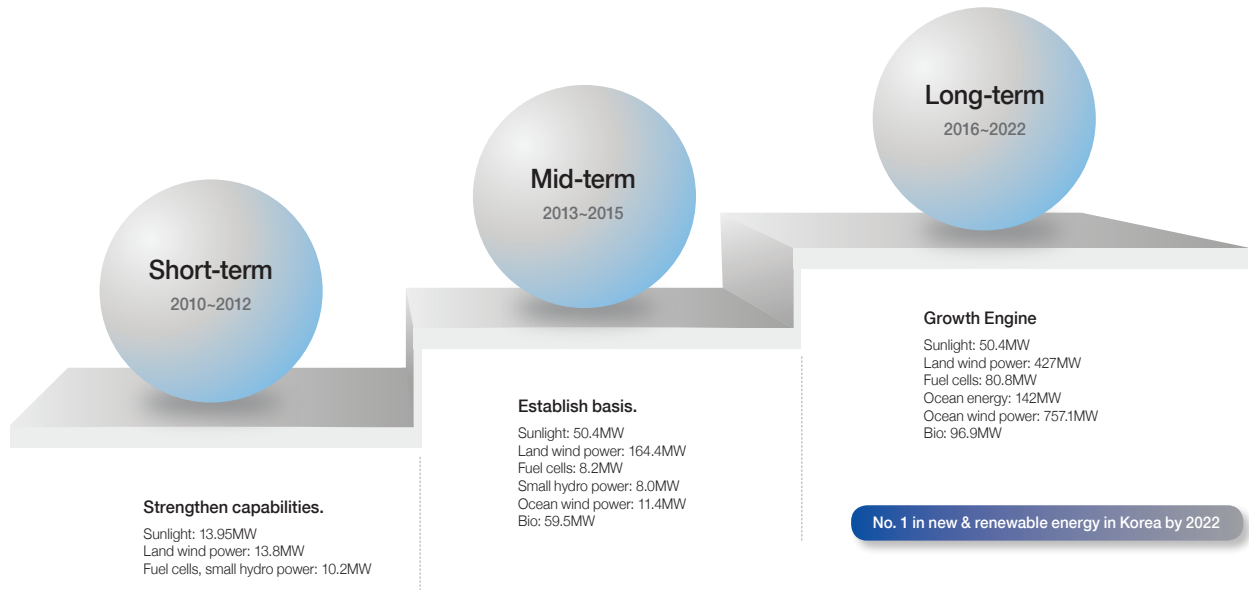 Short-term
2010~2012
Strengthen capabilities.
Sunlight: 13.95MW
Land wind power: 13.8MW
Fuel cells, small hydro power: 10.2MW
Mid-term
2013~2015
Establish basis.
Sunlight: 50.4MW
Land wind power: 164.4MW
Fuel cells: 8.2MW
Small hydro power: 8.0MW
Ocean wind power: 11.4MW
Bio: 59.5MW
Long-term
2016~2022
Growth Engine
Sunlight: 50.4MW
Land wind power: 427MW
Fuel cells: 80.8MW
Ocean energy: 142MW
Ocean wind power: 757.1MW
Bio: 96.9MW
No. 1 in new & renewable energy in Korea by 2022